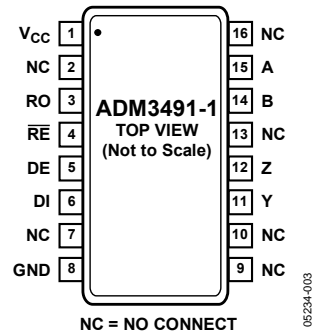 VCC 1
NC 2
RO 3
RE 4
DE 5
DI 6
NC 7
GND 8
ADM3491-1
TOP VIEW
(Not to Scale)
16 NC
15 A
14 B
13 NC
12 Z
11 Y
10 NC
9 NC
NC = NO CONNECT
05234-003